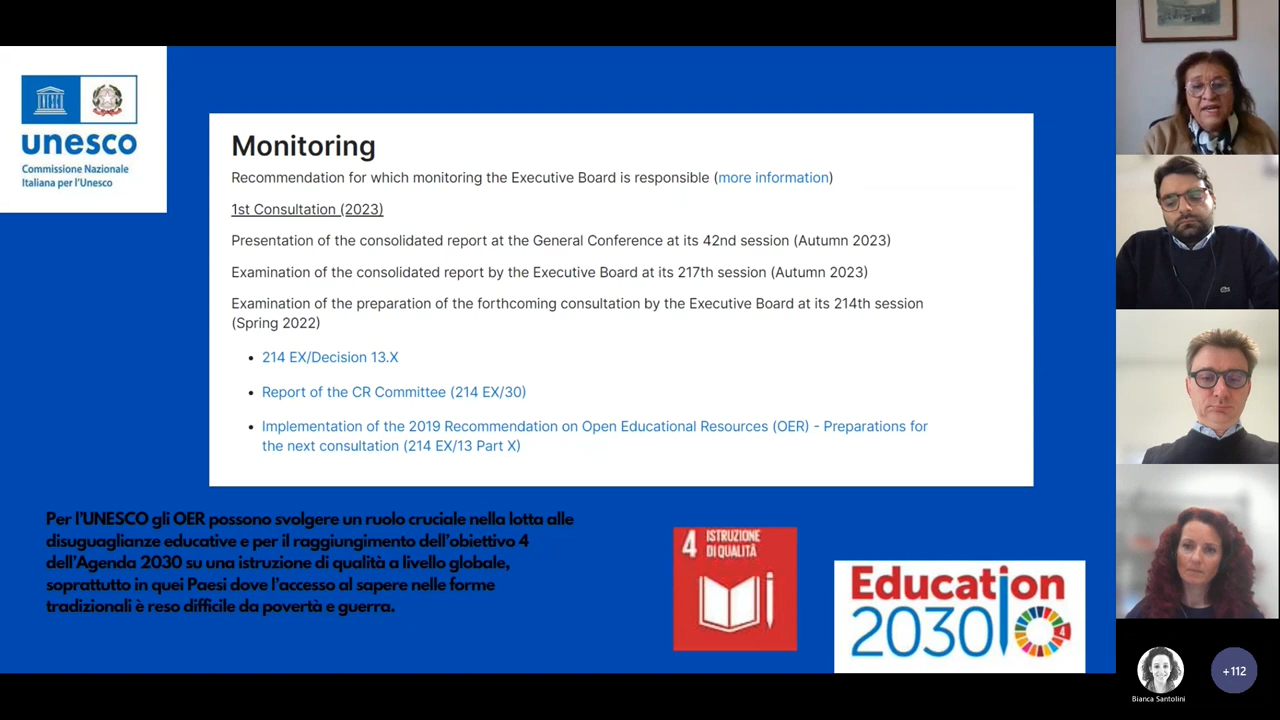 unesco
Commissione Nazionale
Italiana per l'Unesco
Monitoring
Recommendation for which monitoring the Executive Board is responsible (more information)
1st Consultation (2023)
Presentation of the consolidated report at the General Conference at its 42nd session (Autumn 2023)
Examination of the consolidated report by the Executive Board at its 217th session (Autumn 2023)
Examination of the preparation of the forthcoming consultation by the Executive Board at its 214th session
(Spring 2022)
• 214 EX/Decision 13.X
• Report of the CR Committee (214 EX/30)
• Implementation of the 2019 Recommendation on Open Educational Resources (OER) - Preparations for
the next consultation (214 EX/13 Part X)
Per l'UNESCO gli OER possono svolgere un ruolo cruciale nella lotta alle
disuguaglianze educative e per il raggiungimento dell'obiettivo 4
dell'Agenda 2030 su una istruzione di qualità a livello globale,
soprattutto in quei Paesi dove l'accesso al sapere nelle forme
tradizionali è reso difficile da povertà e guerra.
4 ISTRUZIONE
DI QUALITÀ
Education
2030
4
Bianca Santolini
+112